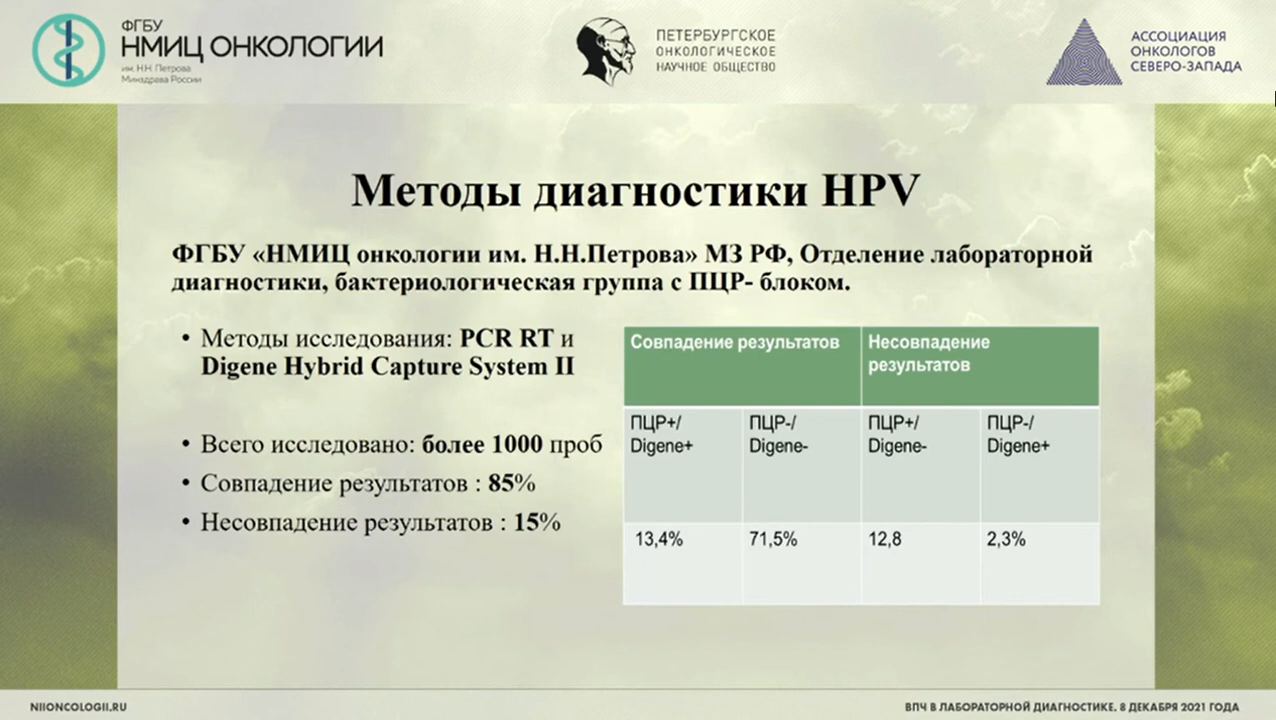 ФГБУ
НМИЦ ОНКОЛОГИИ
им. Н.Н. Петрова
Минздрава России
ПЕТЕРБУРГСКОЕ
ОНКОЛОГИЧЕСКОЕ
НАУЧНОЕ ОБЩЕСТВО
АССОЦИАЦИЯ
ОНКОЛОГОВ
СЕВЕРО-ЗАПАДА
Методы диагностики HPV
ФГБУ «НМИЦ онкологии им. Н.Н.Петрова» МЗ РФ, Отделение лабораторной
диагностики, бактериологическая группа с ПЦР- блоком.
• Методы исследования: PCR RT и
Digene Hybrid Capture System II
• Всего исследовано: более 1000 проб
• Совпадение результатов : 85%
• Несовпадение результатов : 15%
Совпадение результатов
Несовпадение
результатов
ПЦР+/
Digene+
ПЦР-/
Digene-
ПЦР+/
Digene-
ПЦР-/
Digene+
13,4%
71,5%
12,8
2,3%
NIIONCOLOGII.RU
ВПЧ В ЛАБОРАТОРНОЙ ДИАГНОСТИКЕ. 8 ДЕКАБРЯ 2021 ГОДА